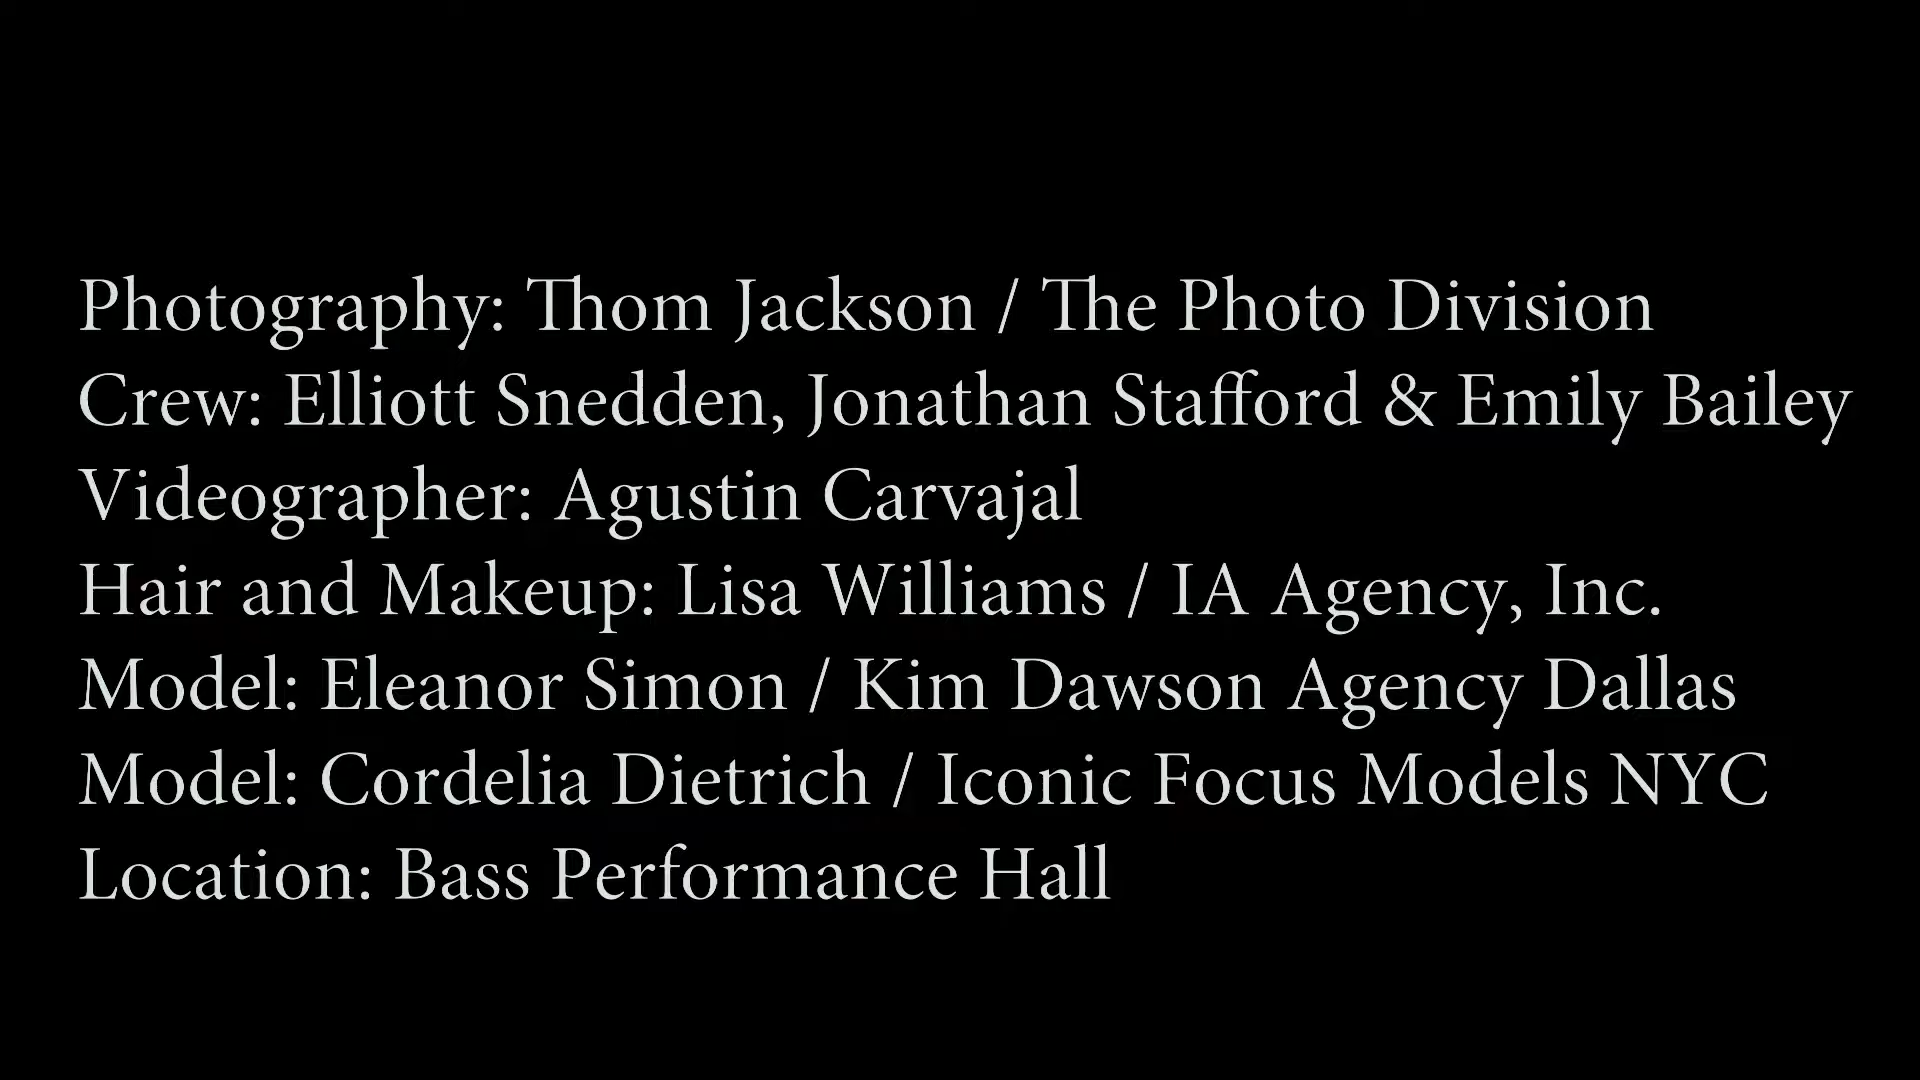 Photography: Thom Jackson / The Photo Division
Crew: Elliott Snedden, Jonathan Stafford & Emily Bailey
Videographer: Agustin Carvajal
Hair and Makeup: Lisa Williams / IA Agency, Inc.
Model: Eleanor Simon / Kim Dawson Agency Dallas
Model: Cordelia Dietrich / Iconic Focus Models NYC
Location: Bass Performance Hall